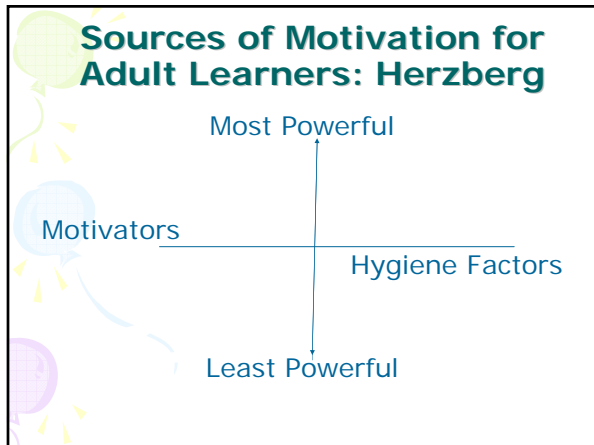 Sources of Motivation for
Adult Learners: Herzberg
Most Powerful
Motivators
Hygiene Factors
Least Powerful